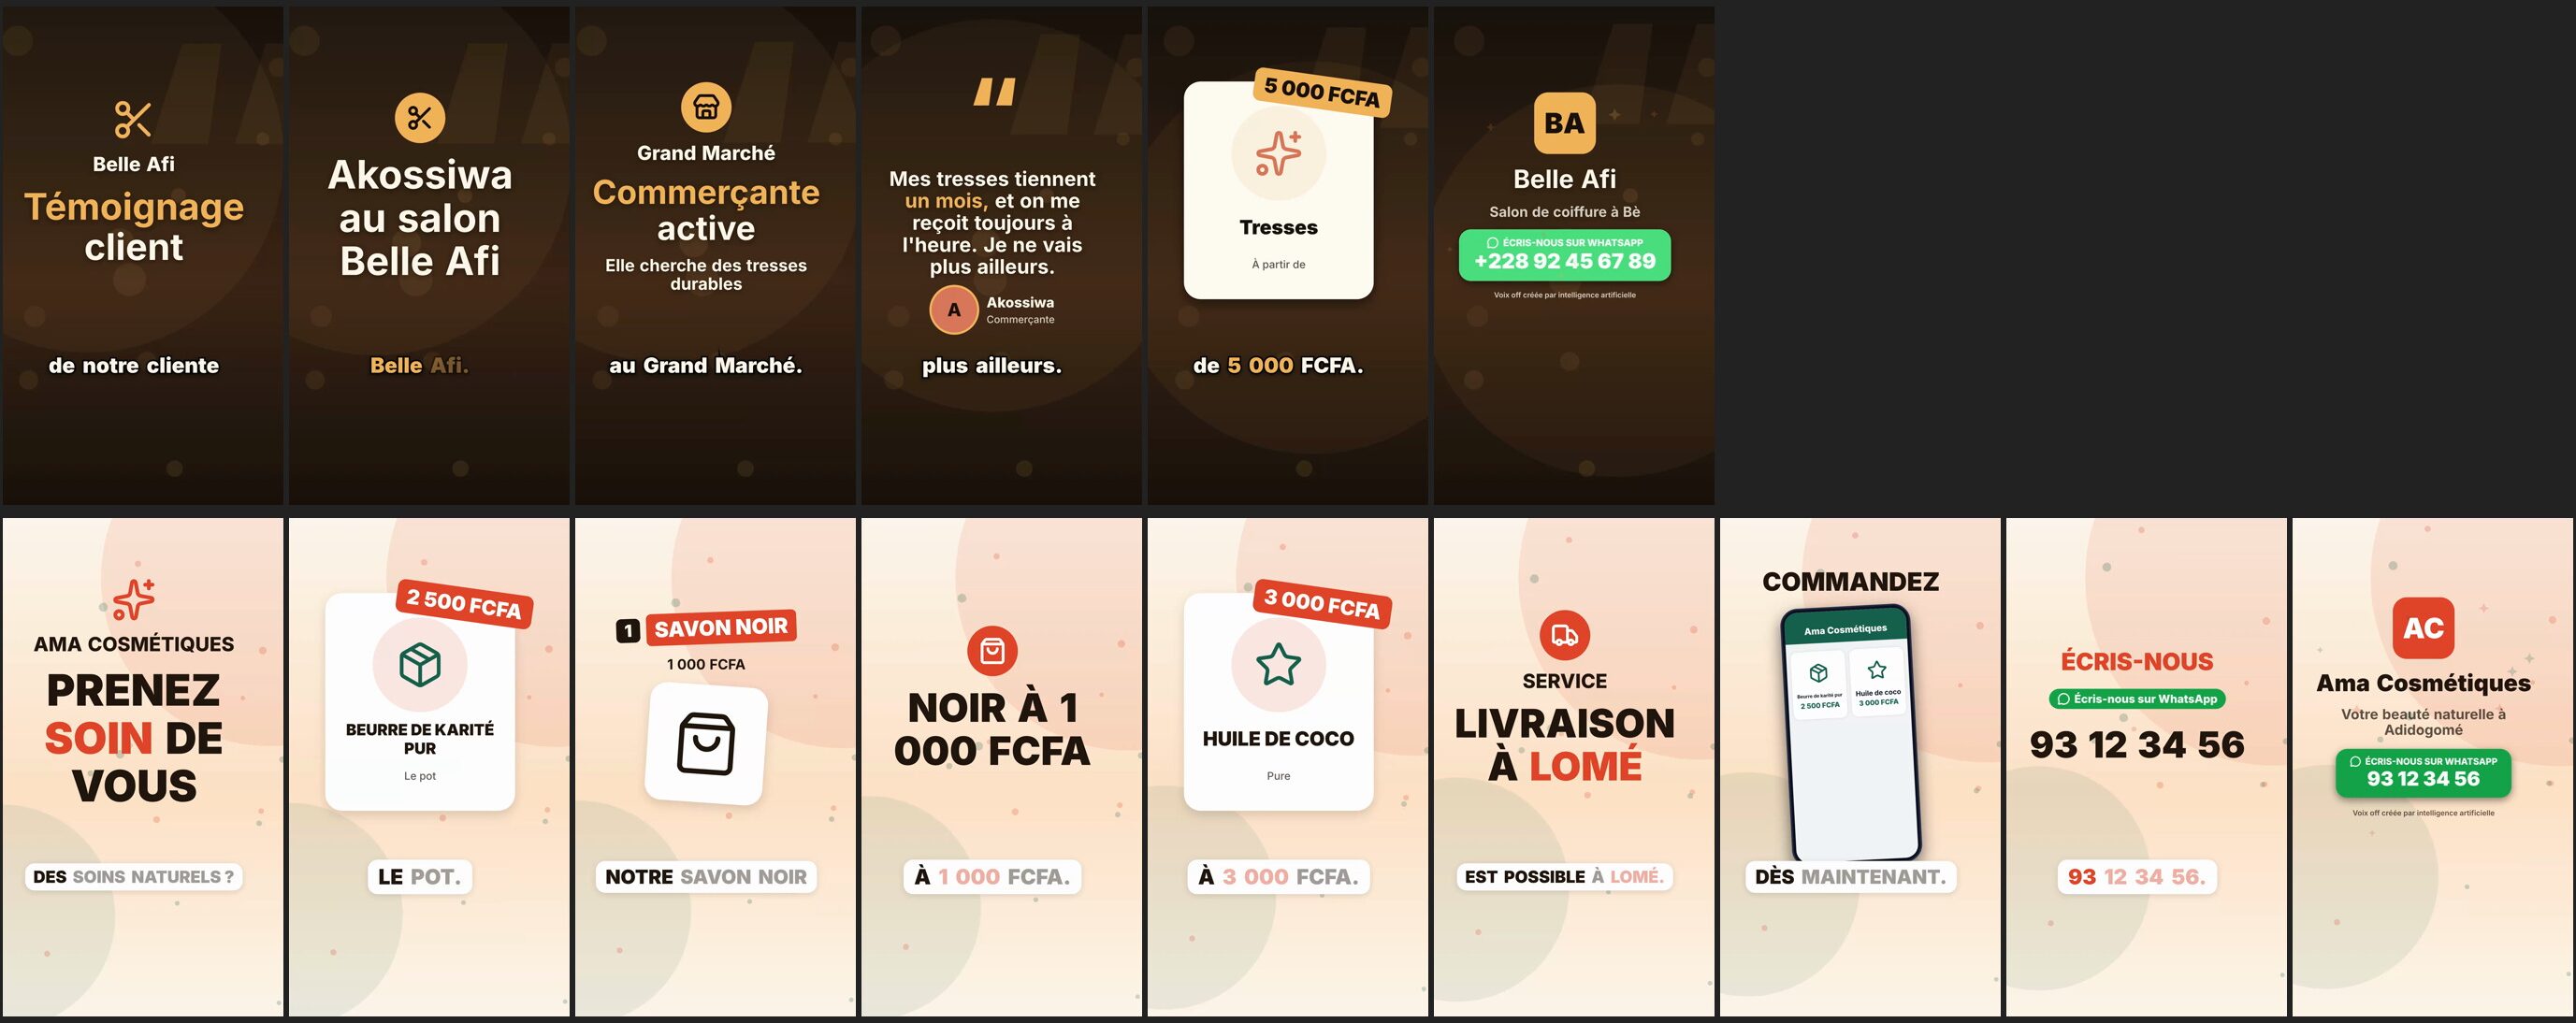 Belle Afi
Témoignage
client
de notre cliente
Akossiwa
au salon
Belle Afi
Belle Afi.
Grand Marché
Commerçante
active
Elle cherche des tresses
durables
au Grand Marché.
"
Mes tresses tiennent
un mois, et on me
reçoit toujours à
l'heure. Je ne vais
plus ailleurs.
A
Akossiwa
Commerçante
plus ailleurs.
5 000 FCFA
Tresses
À partir de
de 5 000 FCFA.
BA
Belle Afi
Salon de coiffure à Bè
ÉCRIS-NOUS SUR WHATSAPP
+228 92 45 67 89
Voix off créée par intelligence artificielle
AMA COSMÉTIQUES
PRENEZ
SOIN DE
VOUS
DES SOINS NATURELS ?
2 500 FCFA
BEURRE DE KARITÉ
PUR
Le pot
LE POT.
1 SAVON NOIR
1 000 FCFA
NOTRE SAVON NOIR
NOIR À 1
000 FCFA
À 1 000 FCFA.
3 000 FCFA
HUILE DE COCO
Pure
À 3 000 FCFA.
SERVICE
LIVRAISON
À LOMÉ
EST POSSIBLE À LOMÉ.
COMMANDEZ
Ama Cosmétiques
Beurre de karité pur
2 500 FCFA
Huile de coco
3 000 FCFA
DÈS MAINTENANT.
ÉCRIS-NOUS
Écris-nous sur WhatsApp
93 12 34 56
93 12 34 56.
AC
Ama Cosmétiques
Votre beauté naturelle à
Adidogomé
ÉCRIS-NOUS SUR WHATSAPP
93 12 34 56
Voix off créée par intelligence artificielle